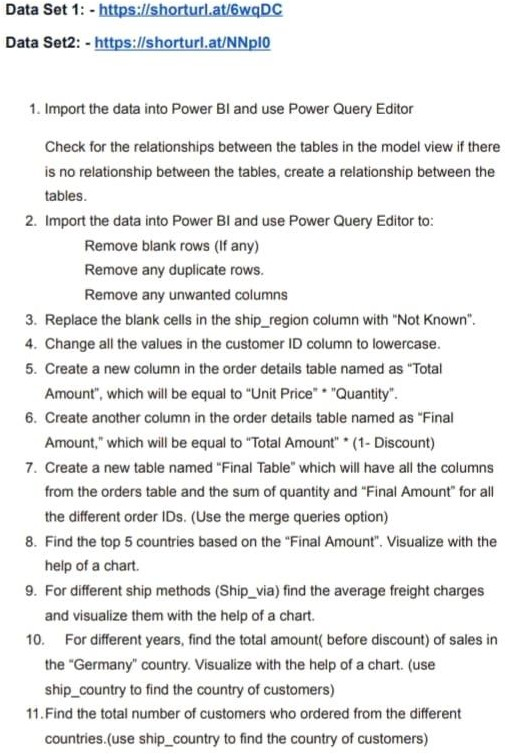 Data Set 1: - https://shorturl.at/6wqDC
Data Set2: - https://shorturl.at/NNpl0
1. Import the data into Power BI and use Power Query Editor
Check for the relationships between the tables in the model view if there
is no relationship between the tables, create a relationship between the
tables.
2. Import the data into Power BI and use Power Query Editor to:
Remove blank rows (If any)
Remove any duplicate rows.
Remove any unwanted columns
3. Replace the blank cells in the ship_region column with "Not Known".
4. Change all the values in the customer ID column to lowercase.
5. Create a new column in the order details table named as "Total
Amount", which will be equal to "Unit Price" * "Quantity".
6. Create another column in the order details table named as "Final
Amount," which will be equal to "Total Amount" * (1- Discount)
7. Create a new table named "Final Table" which will have all the columns
from the orders table and the sum of quantity and "Final Amount" for all
the different order IDs. (Use the merge queries option)
8. Find the top 5 countries based on the "Final Amount". Visualize with the
help of a chart.
9. For different ship methods (Ship_via) find the average freight charges
and visualize them with the help of a chart.
10. For different years, find the total amount( before discount) of sales in
the "Germany" country. Visualize with the help of a chart. (use
ship_country to find the country of customers)
11.Find the total number of customers who ordered from the different
countries.(use ship_country to find the country of customers)